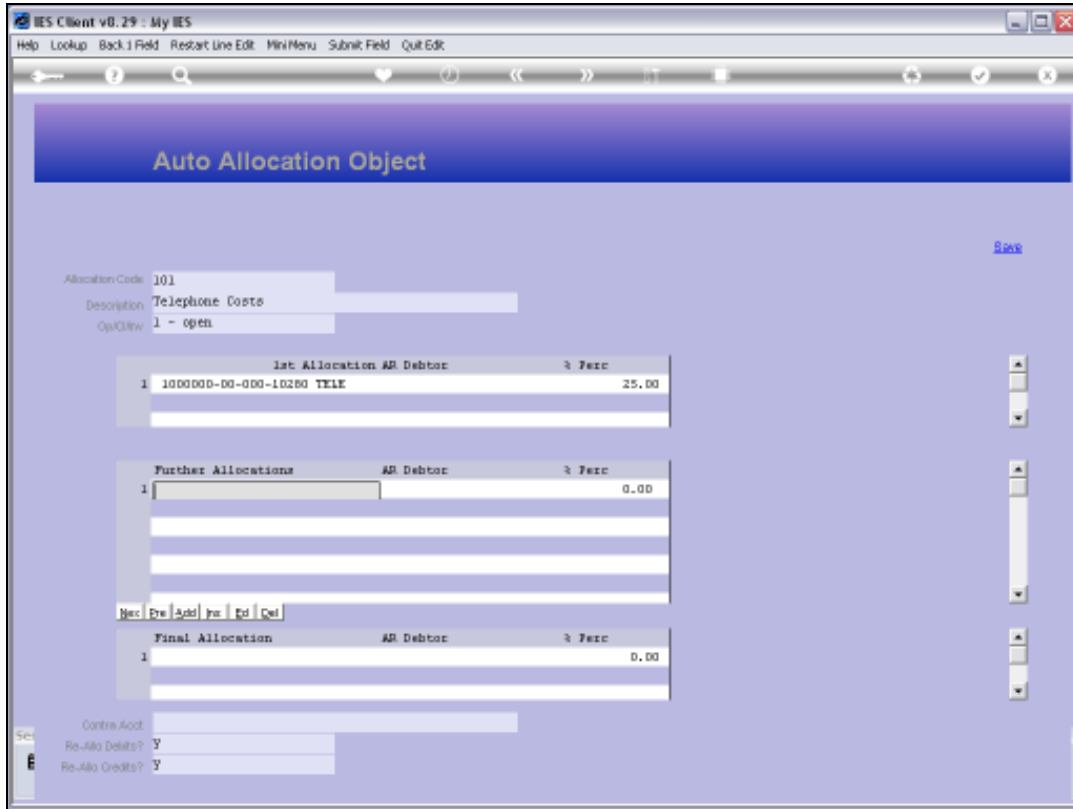 IES Client v8.29 : My IES
Help Lookup Back 1 Field Restart Line Edit MiniMenu Submit Field Quit Edit
Auto Allocation Object
Save
Allocation Code 101
Description Telephone Costs
Op/Cl/Inv 1 - open
1st Allocation AR Debtor % Perc
1 1000000-00-000-10280 TELE 25.00
Further Allocations AR Debtor % Perc
1 0.00
Nex Pre Add Ins Ed Del
Final Allocation AR Debtor % Perc
1 0.00
Contra Acct
Re-Allo Debits? Y
Re-Allo Credits? Y